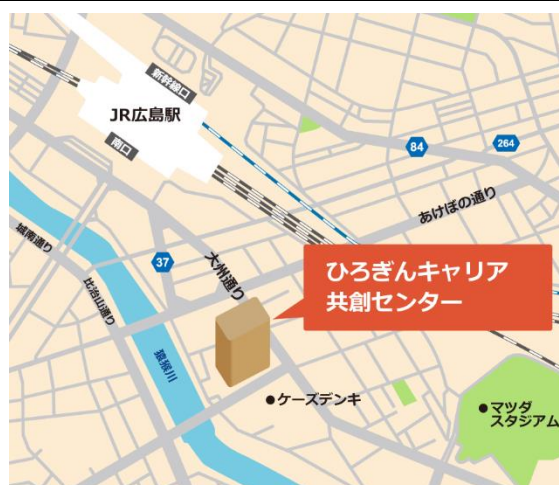 新幹線口
JR広島駅
南口
84
264
あけぼの通り
城南通り
37
大州通り
比治山通り
ひろぎんキャリア
共創センター
猿猴川
●ケーズデンキ
●マツダ
スタジアム